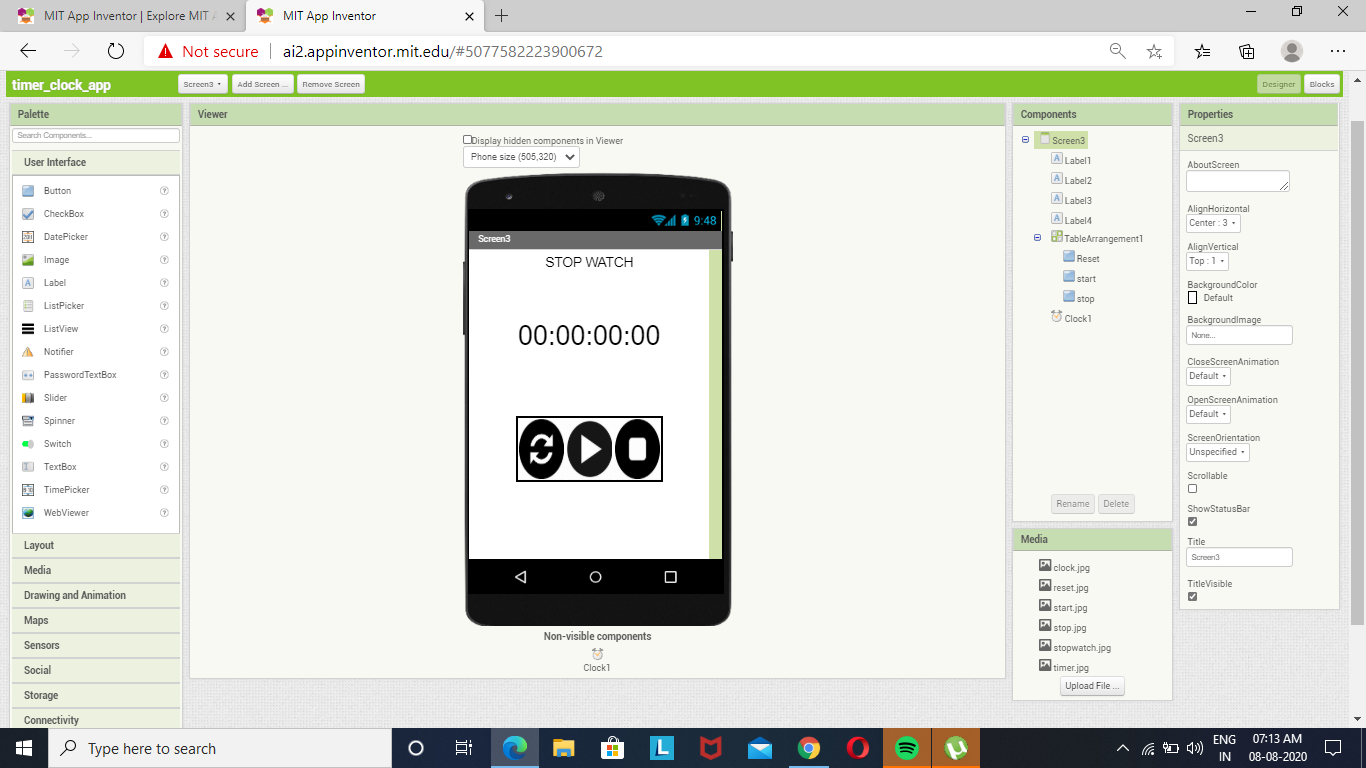 MIT App Inventor | Explore MIT A
MIT App Inventor
Not secure
ai2.appinventor.mit.edu/#5077582223900672
timer_clock_app
Screen3
Add Screen ...
Remove Screen
Designer
Blocks
Palette
Search Components...
User Interface
Button
CheckBox
DatePicker
Image
Label
ListPicker
ListView
Notifier
PasswordTextBox
Slider
Spinner
Switch
TextBox
TimePicker
WebViewer
Layout
Media
Drawing and Animation
Maps
Sensors
Social
Storage
Connectivity
Viewer
Display hidden components in Viewer
Phone size (505,320)
9:48
Screen3
STOP WATCH
00:00:00:00
Non-visible components
Clock1
Components
Screen3
Label1
Label2
Label3
Label4
TableArrangement1
Reset
start
stop
Clock1
Rename
Delete
Media
clock.jpg
reset.jpg
start.jpg
stop.jpg
stopwatch.jpg
timer.jpg
Upload File ...
Properties
Screen3
AboutScreen
AlignHorizontal
Center : 3
AlignVertical
Top : 1
BackgroundColor
Default
BackgroundImage
None...
CloseScreenAnimation
Default
OpenScreenAnimation
Default
ScreenOrientation
Unspecified
Scrollable
ShowStatusBar
Title
Screen3
TitleVisible
Type here to search
ENG
IN
07:13 AM
08-08-2020